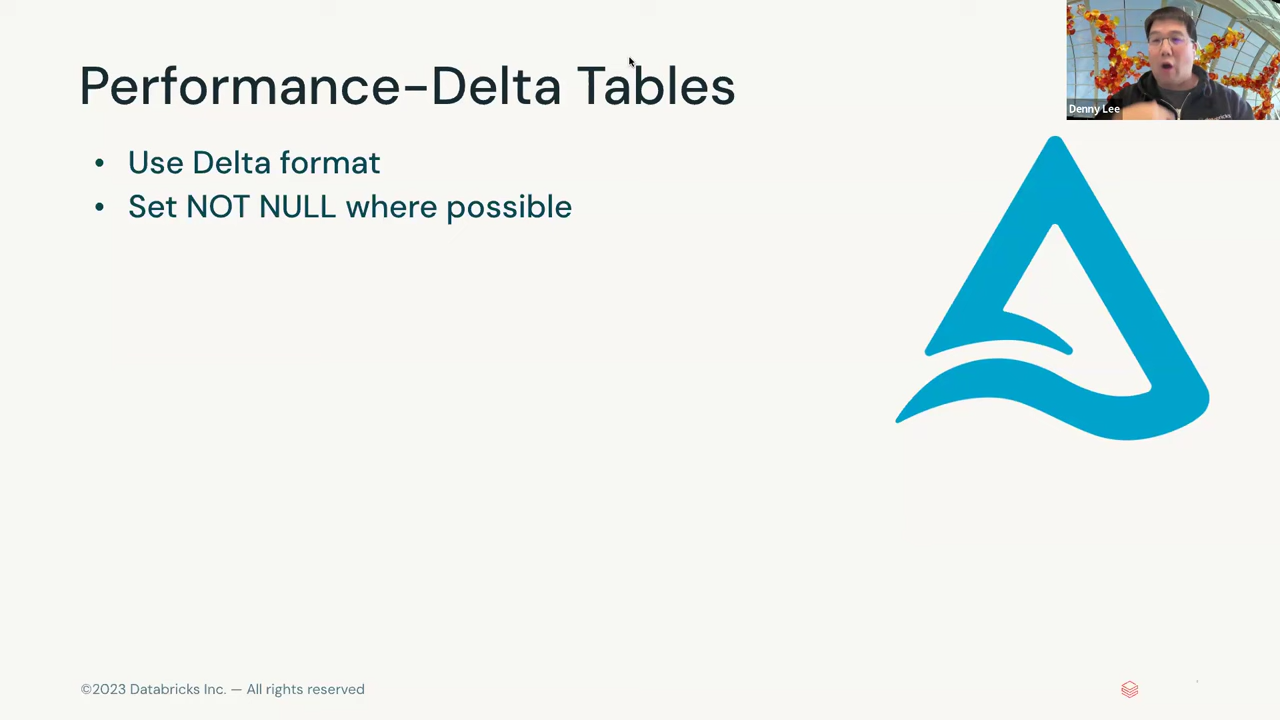 Performance-Delta Tables
Denny Lee
• Use Delta format
• Set NOT NULL where possible
©2023 Databricks Inc. — All rights reserved